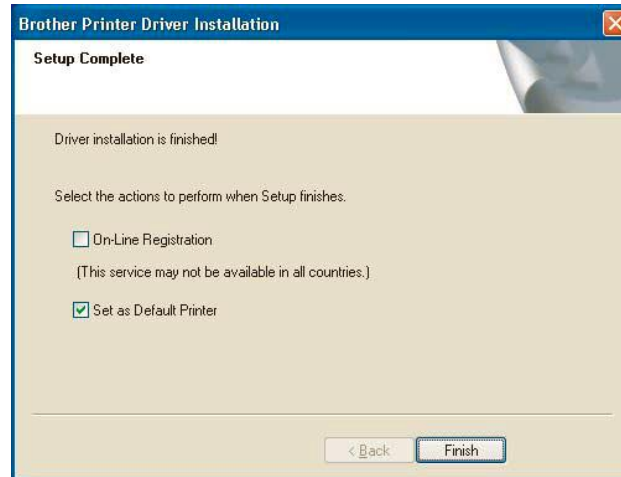 Brother Printer Driver Installation
Setup Complete
Driver installation is finished!
Select the actions to perform when Setup finishes.
On-Line Registration
(This service may not be available in all countries.)
Set as Default Printer
< Back
Finish